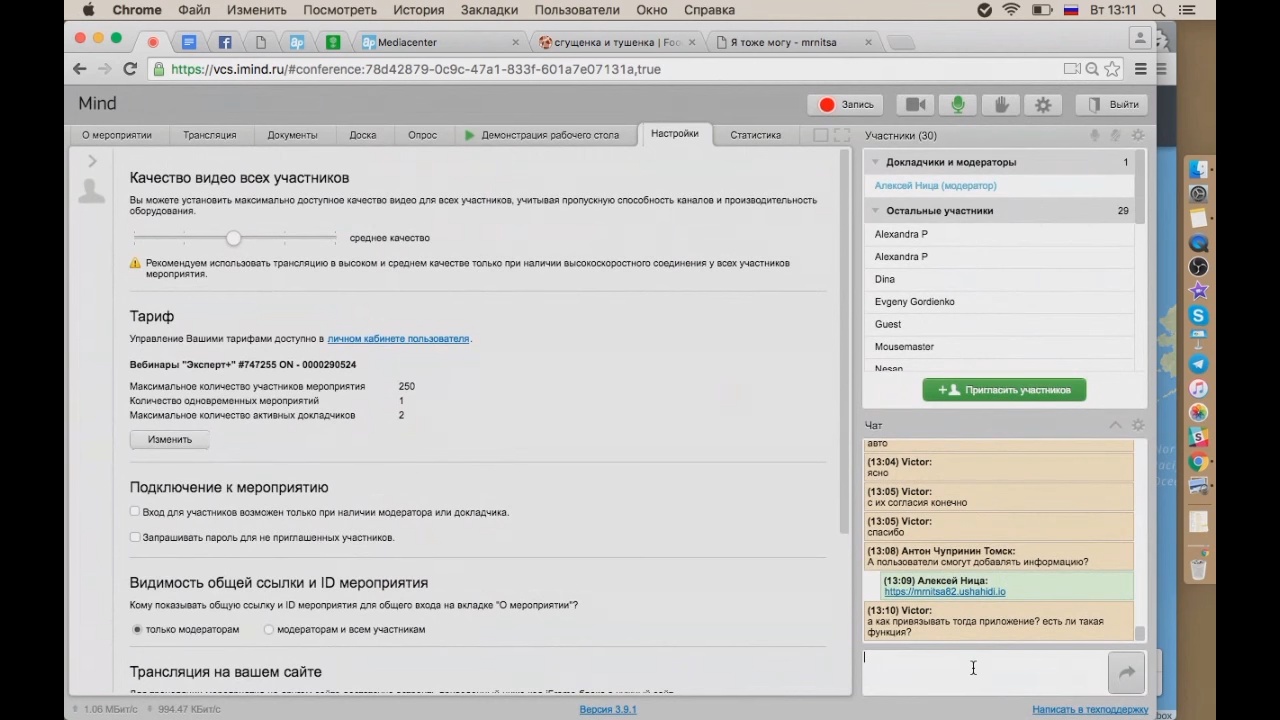 Chrome Файл Изменить Посмотреть История Закладки Пользователи Окно Справка Вт 13:11
Mediacenter
сгущенка и тушенка | Foc
Я тоже могу - mrnitsa
https://vcs.imind.ru/#conference:78d42879-0c9c-47a1-833f-601a7e07131a,true
Mind
Запись
Выйти
О мероприятии Трансляция Документы Доска Опрос Демонстрация рабочего стола Настройки Статистика
Качество видео всех участников
Вы можете установить максимально доступное качество видео для всех участников, учитывая пропускную способность каналов и производительность
оборудования.
среднее качество
Рекомендуем использовать трансляцию в высоком и среднем качестве только при наличии высокоскоростного соединения у всех участников
мероприятия.
Тариф
Управление Вашими тарифами доступно в личном кабинете пользователя.
Вебинары "Эксперт+" #747255 ON - 0000290524
Максимальное количество участников мероприятия 250
Количество одновременных мероприятий 1
Максимальное количество активных докладчиков 2
Изменить
Подключение к мероприятию
Вход для участников возможен только при наличии модератора или докладчика.
Запрашивать пароль для не приглашенных участников.
Видимость общей ссылки и ID мероприятия
Кому показывать общую ссылку и ID мероприятия для общего входа на вкладке "О мероприятии"?
только модераторам модераторам и всем участникам
Трансляция на вашем сайте
Участники (30)
Докладчики и модераторы 1
Алексей Ница (модератор)
Остальные участники 29
Alexandra P
Alexandra P
Dina
Evgeny Gordienko
Guest
Mousemaster
Nesan
Пригласить участников
Чат
авто
(13:04) Victor:
ясно
(13:05) Victor:
с их согласия конечно
(13:05) Victor:
спасибо
(13:08) Антон Чупринин Томск:
А пользователи смогут добавлять информацию?
(13:09) Алексей Ница:
https://mrnitsa82.ushahidi.io
(13:10) Victor:
а как привязывать тогда приложение? есть ли такая
функция?
1.06 МБит/с 994.47 КБит/с
Версия 3.9.1
Написать в техподдержку